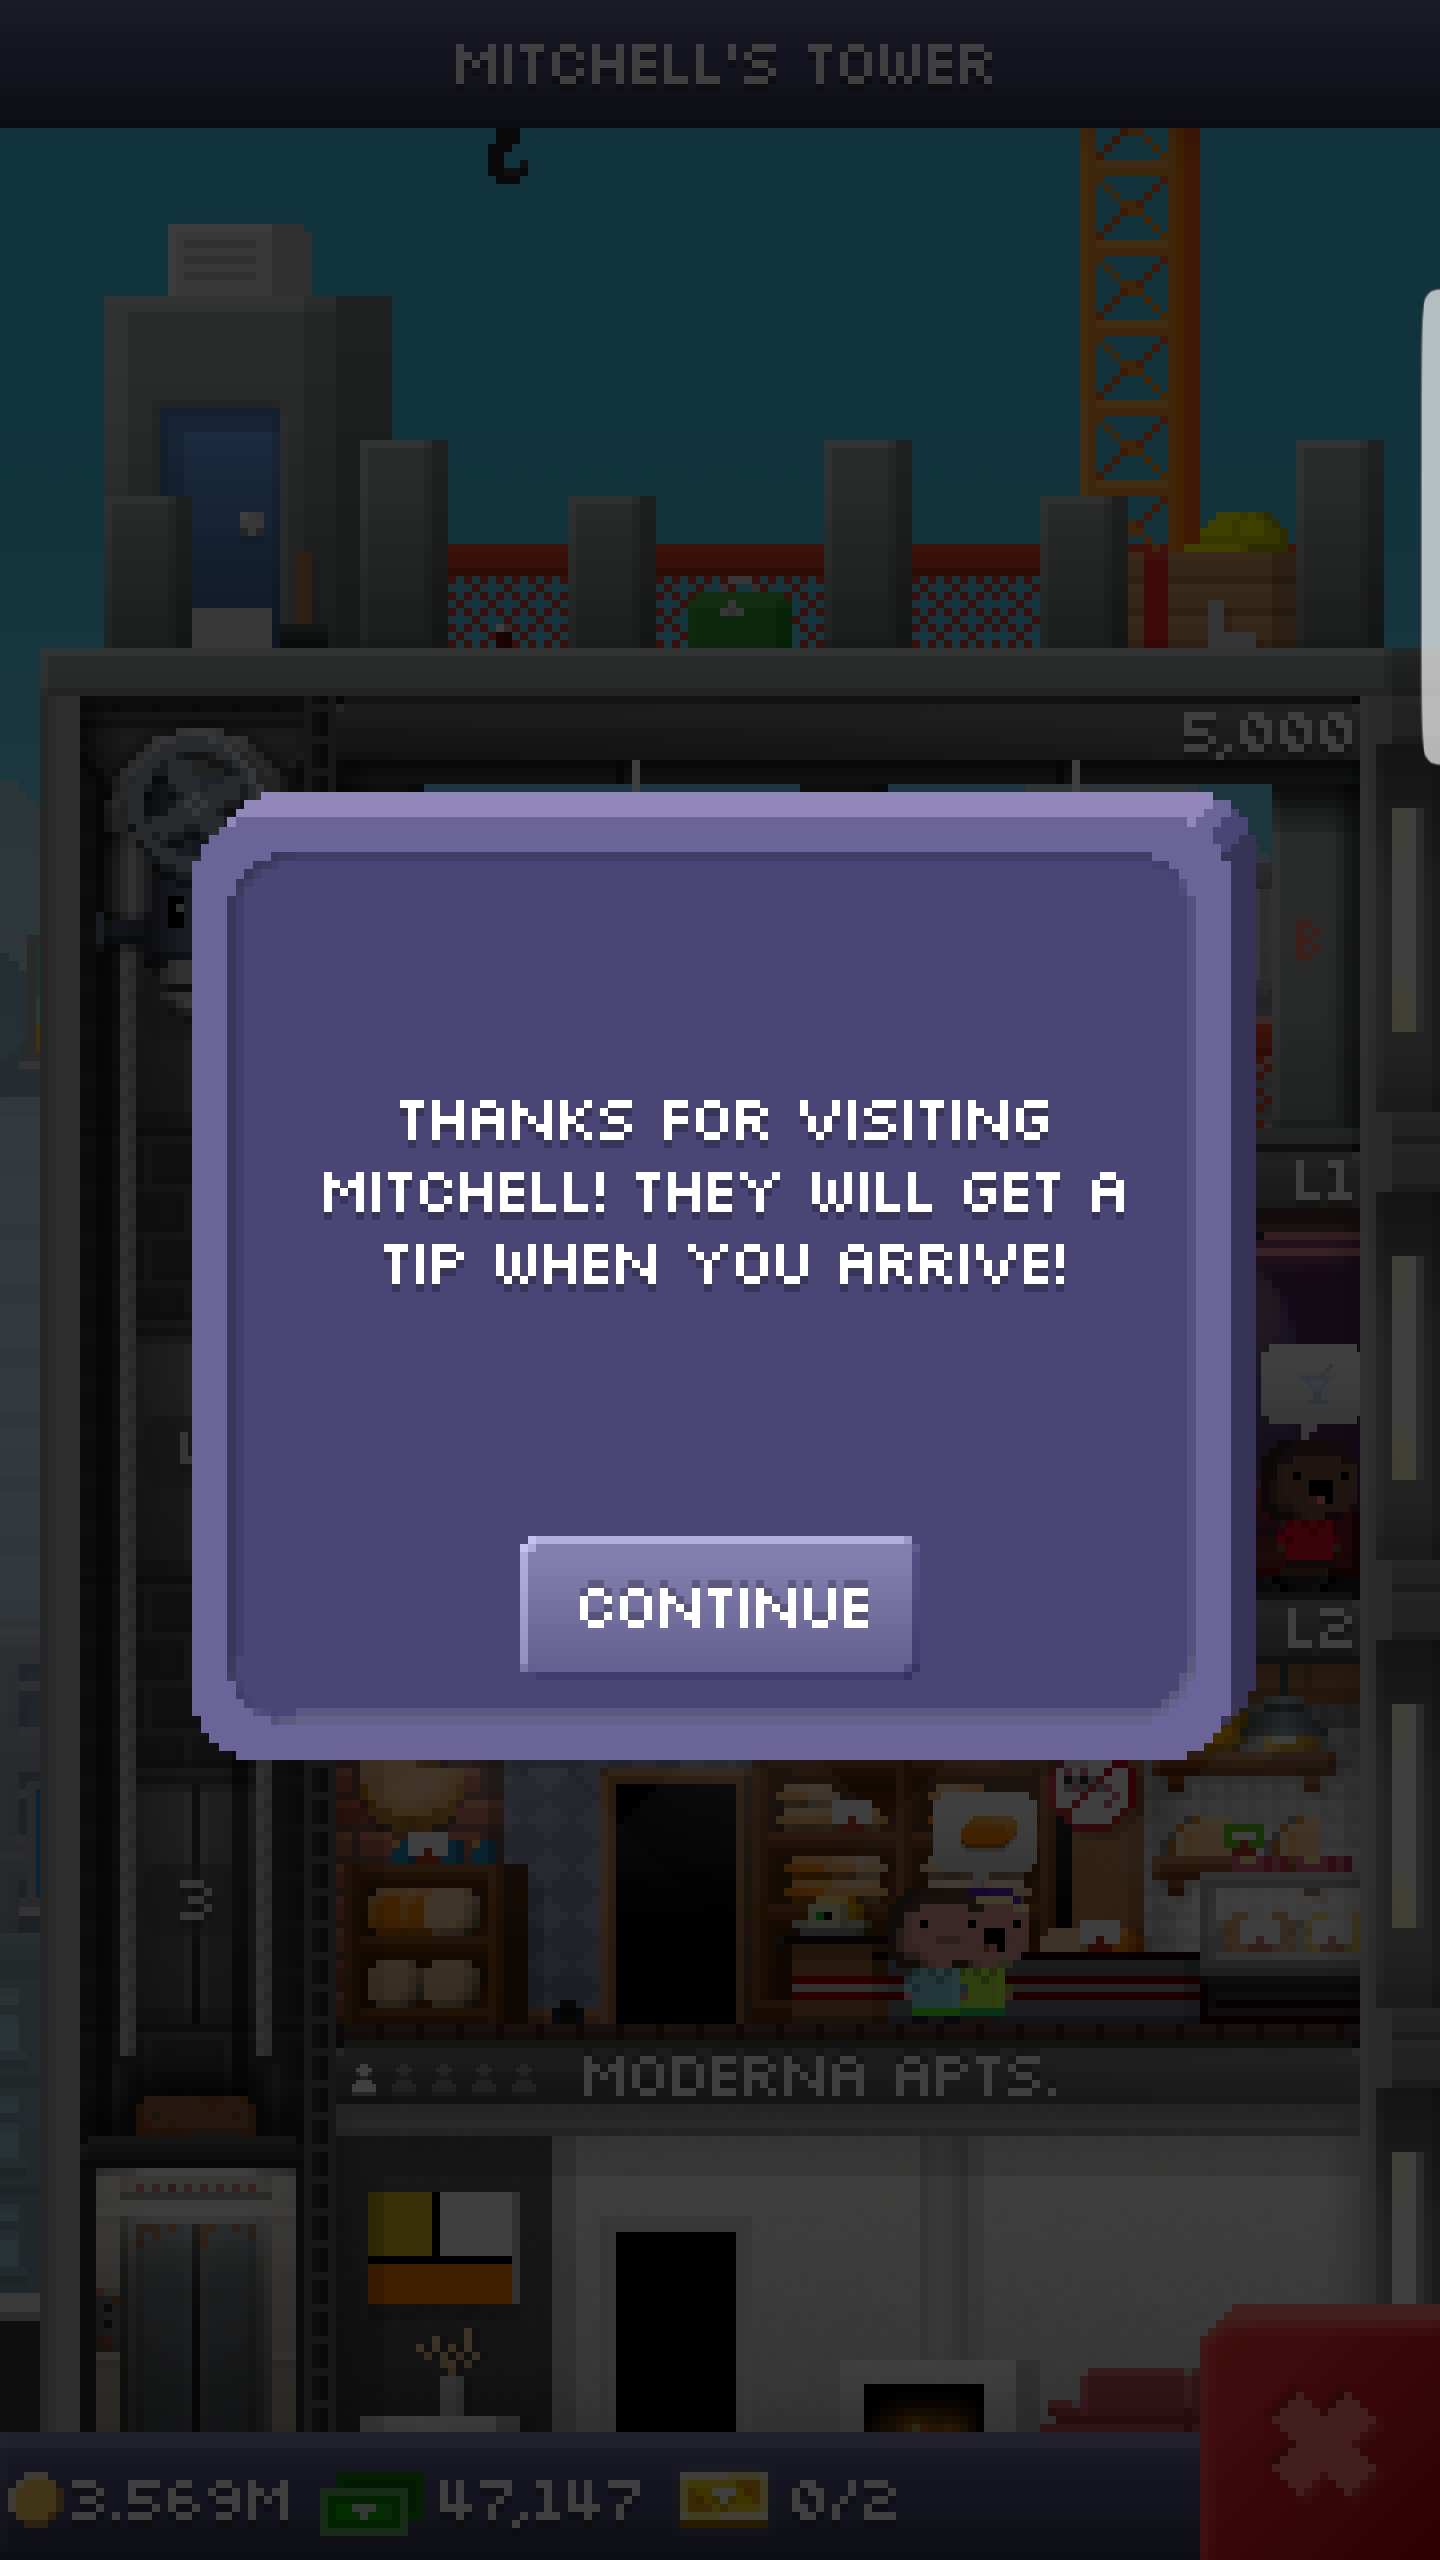 MITCHELL'S TOWER
5,000
B
THANKS FOR VISITING
MITCHELL! THEY WILL GET A
TIP WHEN YOU ARRIVE!
L1
CONTINUE
L2
3
MODERNA APTS.
3.569M 47,147 0/2